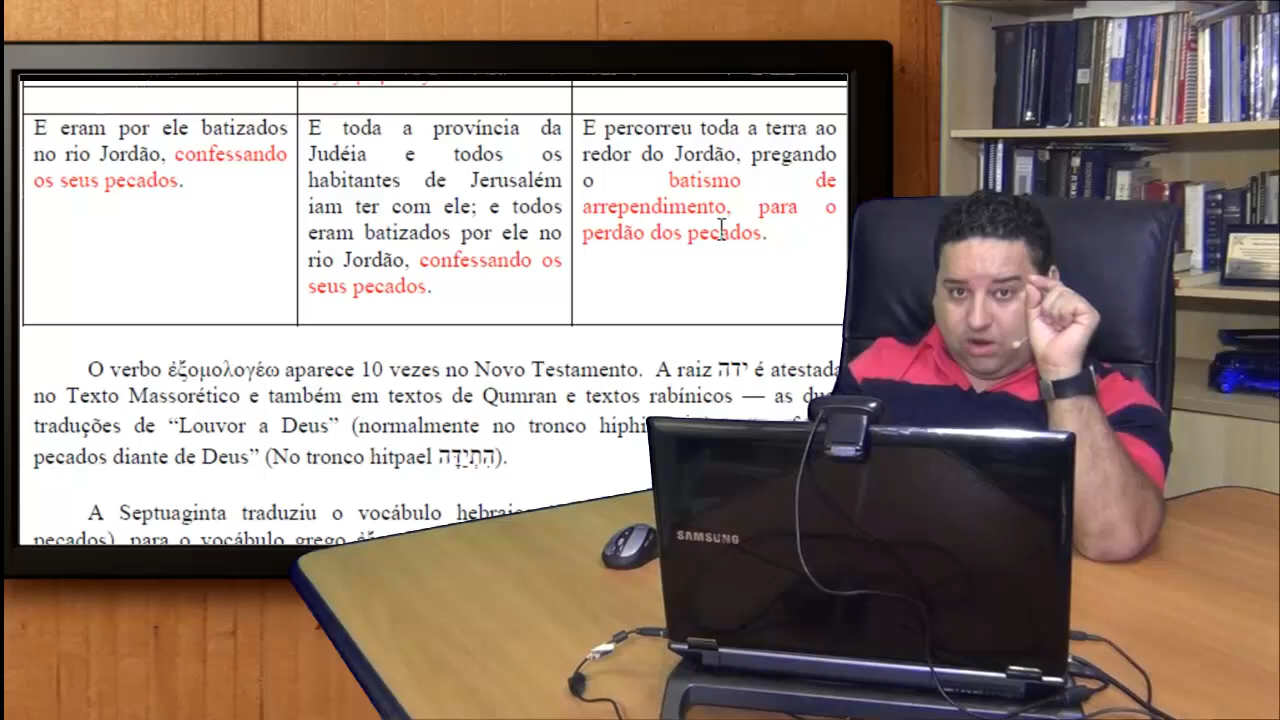 E eram por ele batizados
no rio Jordão, confessando
os seus pecados.
E toda a província da
Judéia e todos os
habitantes de Jerusalém
iam ter com ele; e todos
eram batizados por ele no
rio Jordão, confessando os
seus pecados.
E percorreu toda a terra ao
redor do Jordão, pregando
o batismo de
arrependimento, para o
perdão dos pecados.
O verbo ἐξομολογέω aparece 10 vezes no Novo Testamento. A raiz ידה é atestada
no Texto Massorético e também em textos de Qumran e textos rabínicos — as
traduções de “Louvor a Deus” (normalmente no tronco
pecados diante de Deus” (No tronco hitpael הִתְיַדָּה).
A Septuaginta traduziu o vocábulo
pecados), para o vocábulo grego
SAMSUNG